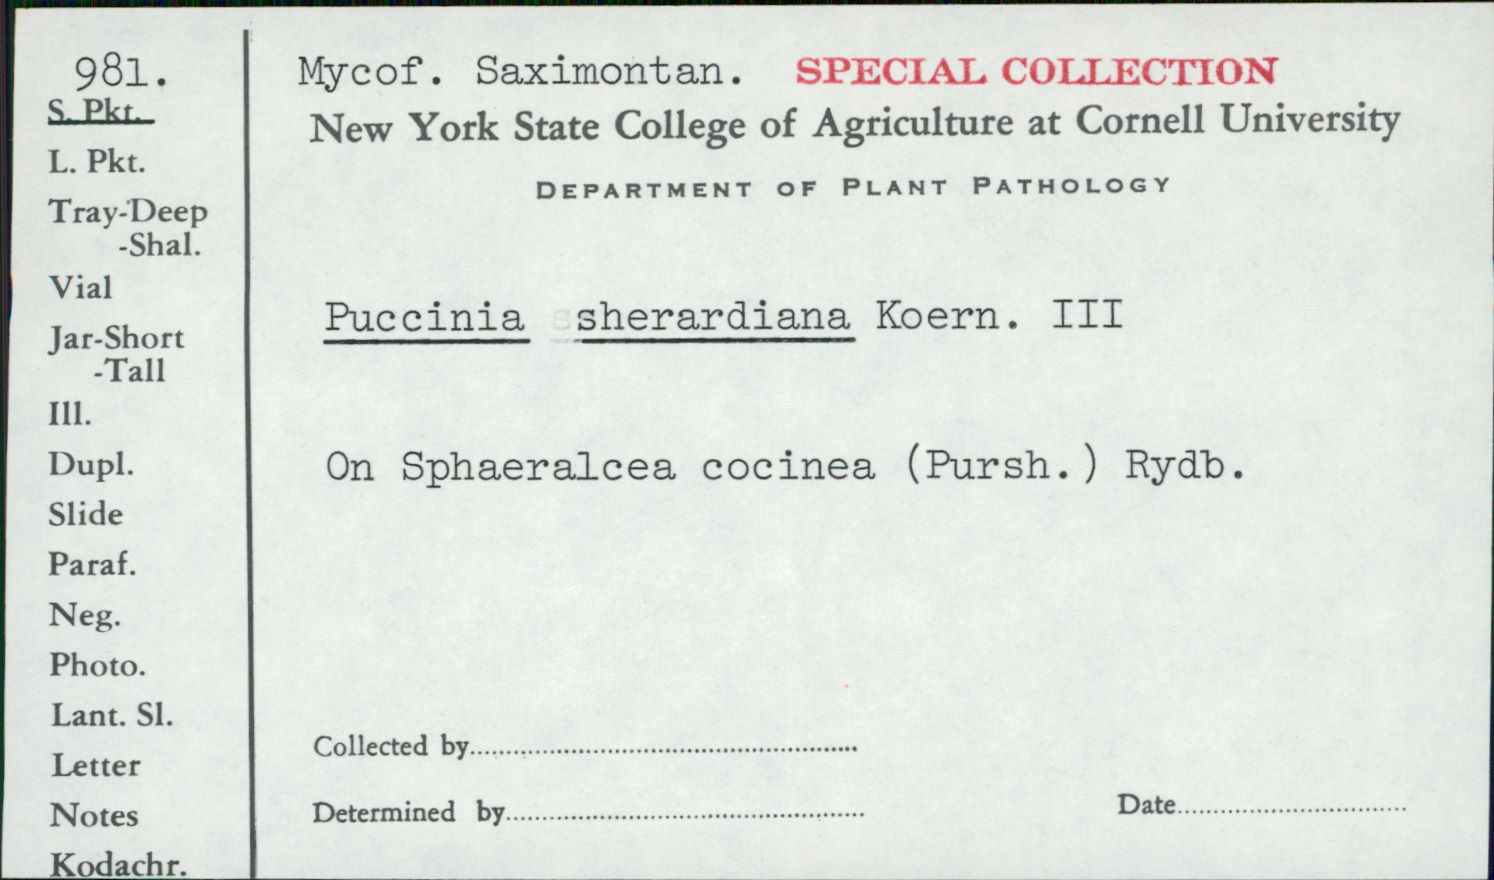 981.
S. Pkt.
L. Pkt.
Tray-Deep
-Shal.
Vial
Jar-Short
-Tall
Ill.
Dupl.
Slide
Paraf.
Neg.
Photo.
Lant. Sl.
Letter
Notes
Kodachr.
Mycof. Saximontan. SPECIAL COLLECTION
New York State College of Agriculture at Cornell University
DEPARTMENT OF PLANT PATHOLOGY
Puccinia sherardiana Koern. III
On Sphaeralcea cocinea (Pursh.) Rydb.
Collected by
Determined by
Date